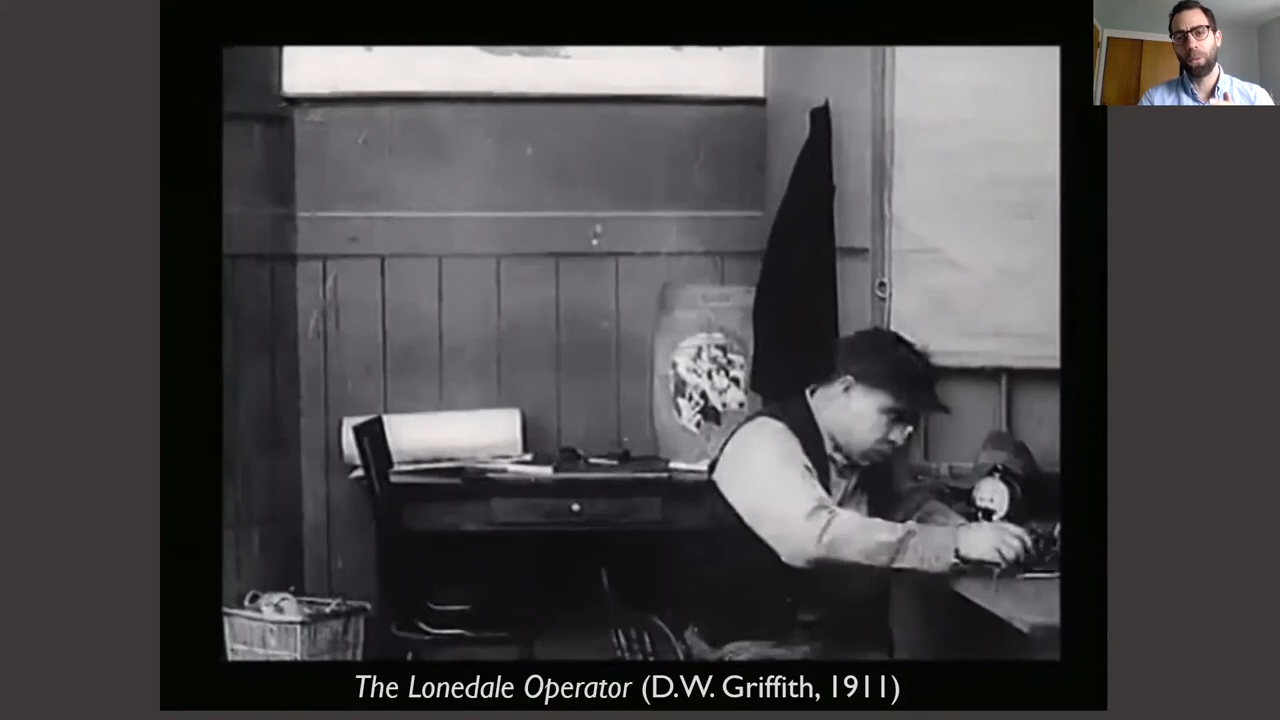 The Lonedale Operator (D.W. Griffith, 1911)